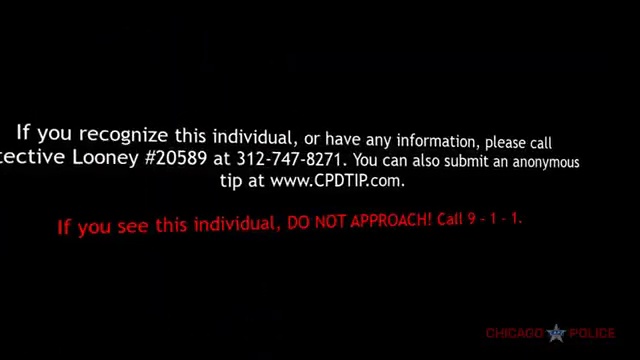 If you recognize this individual, or have any information, please call
tective Looney #20589 at 312-747-8271. You can also submit an anonymous
tip at www.CPDTIP.com.
If you see this individual, DO NOT APPROACH! Call 9 - 1 - 1.
CHICAGO POLICE